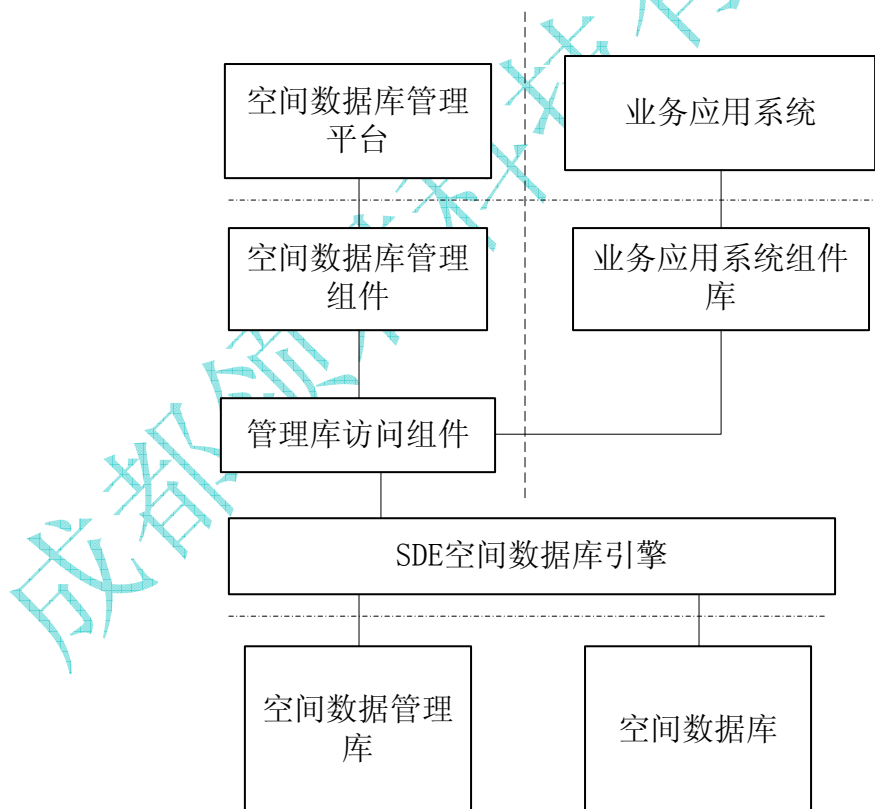 空间数据库管理
平台
业务应用系统
空间数据库管理
组件
业务应用系统组件
库
管理库访问组件
SDE空间数据库引擎
空间数据管理
库
空间数据库
成都